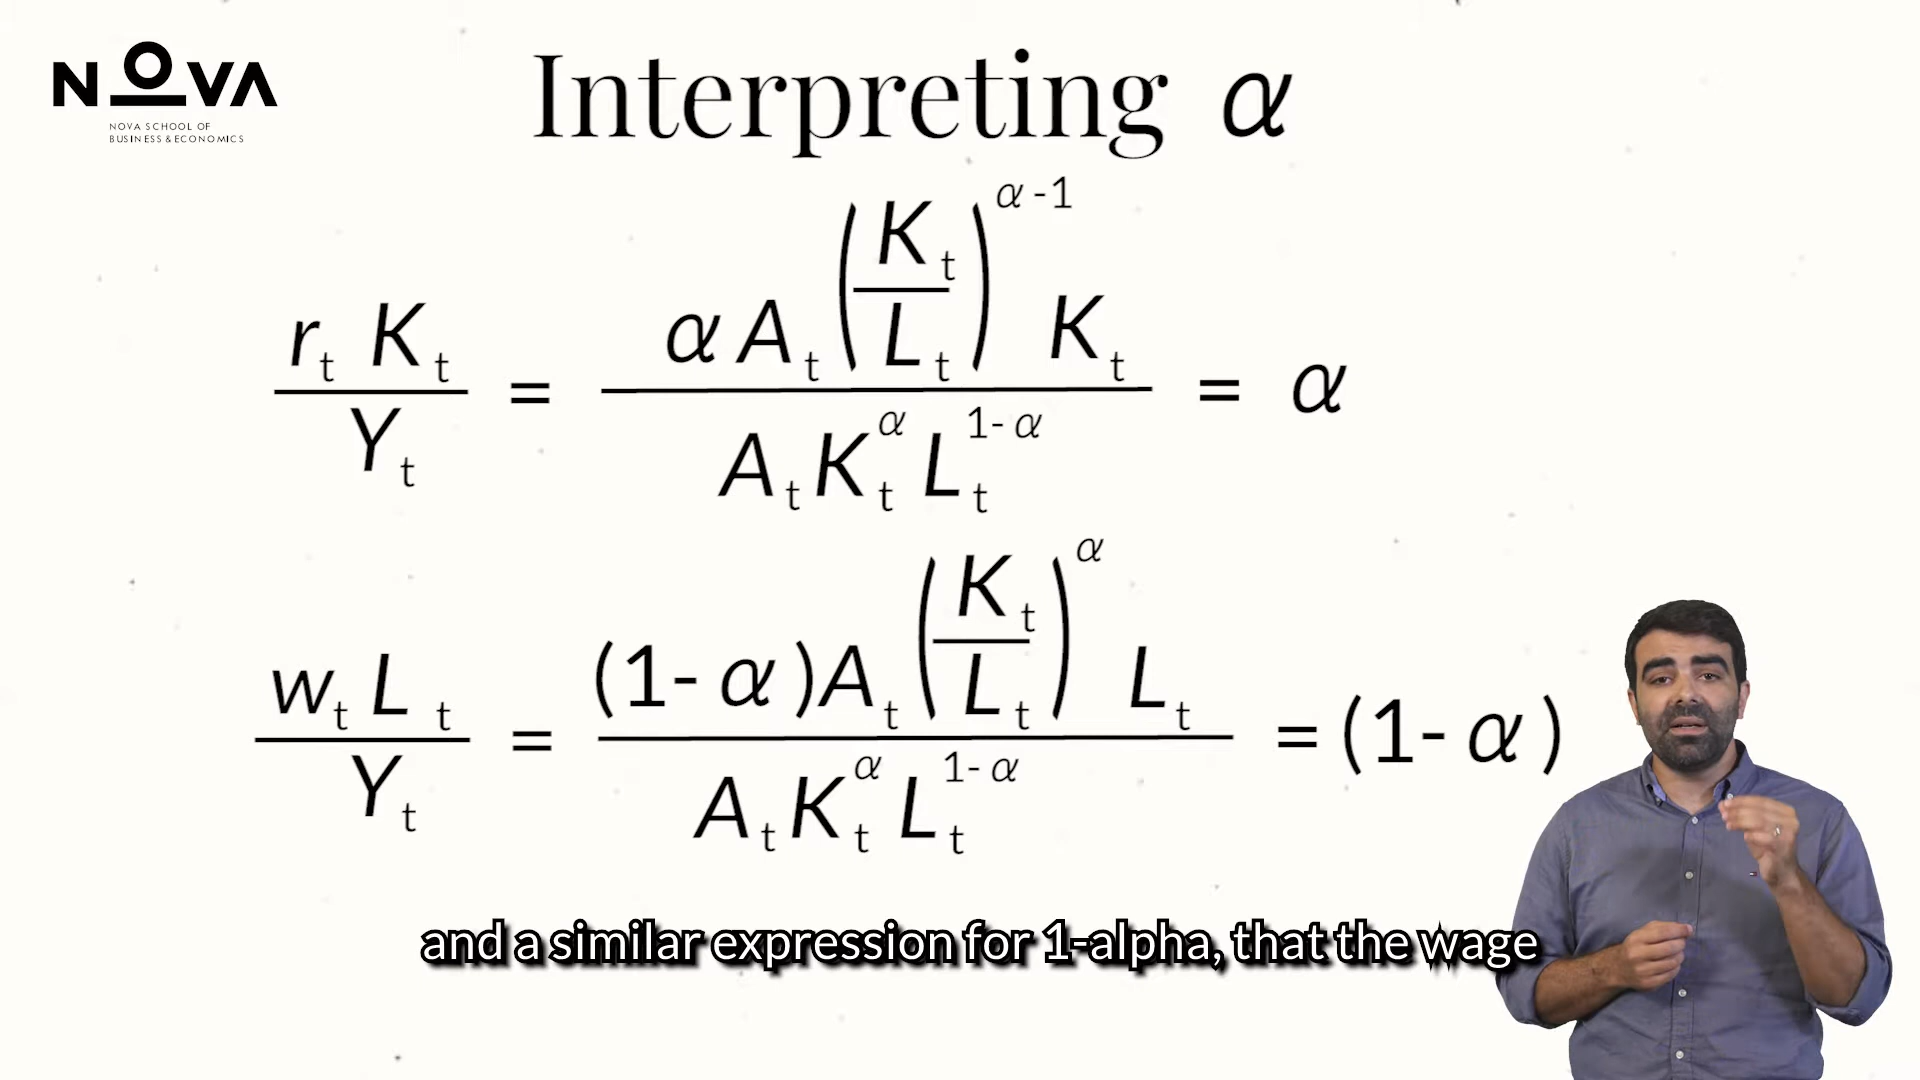 NOVA
NOVA SCHOOL OF
BUSINESS & ECONOMICS
Interpreting α
r_t K_t / Y_t = α A_t (K_t / L_t)^(α-1) K_t / A_t K_t^α L_t^(1-α) = α
w_t L_t / Y_t = (1-α) A_t (K_t / L_t)^α L_t / A_t K_t^α L_t^(1-α) = (1-α)
and a similar expression for 1-alpha, that the wage